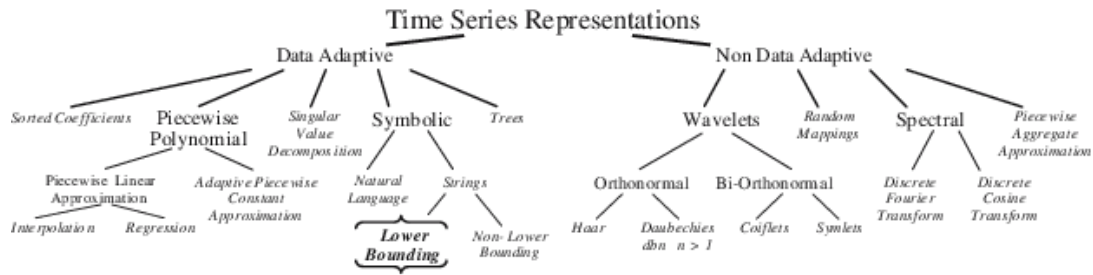 Time Series Representations
Data Adaptive
Non Data Adaptive
Sorted Coefficients
Piecewise
Polynomial
Singular
Value
Decomposition
Symbolic
Trees
Wavelets
Random
Mappings
Spectral
Piecewise
Aggregate
Approximation
Piecewise Linear
Approximation
Adaptive Piecewise
Constant
Approximation
Natural
Language
Strings
Orthonormal
Bi-Orthonormal
Discrete
Fourier
Transform
Discrete
Cosine
Transform
Interpolation
Regression
Lower
Bounding
Non- Lower
Bounding
Haar
Daubechies
dbn n > 1
Coiflets
Symlets